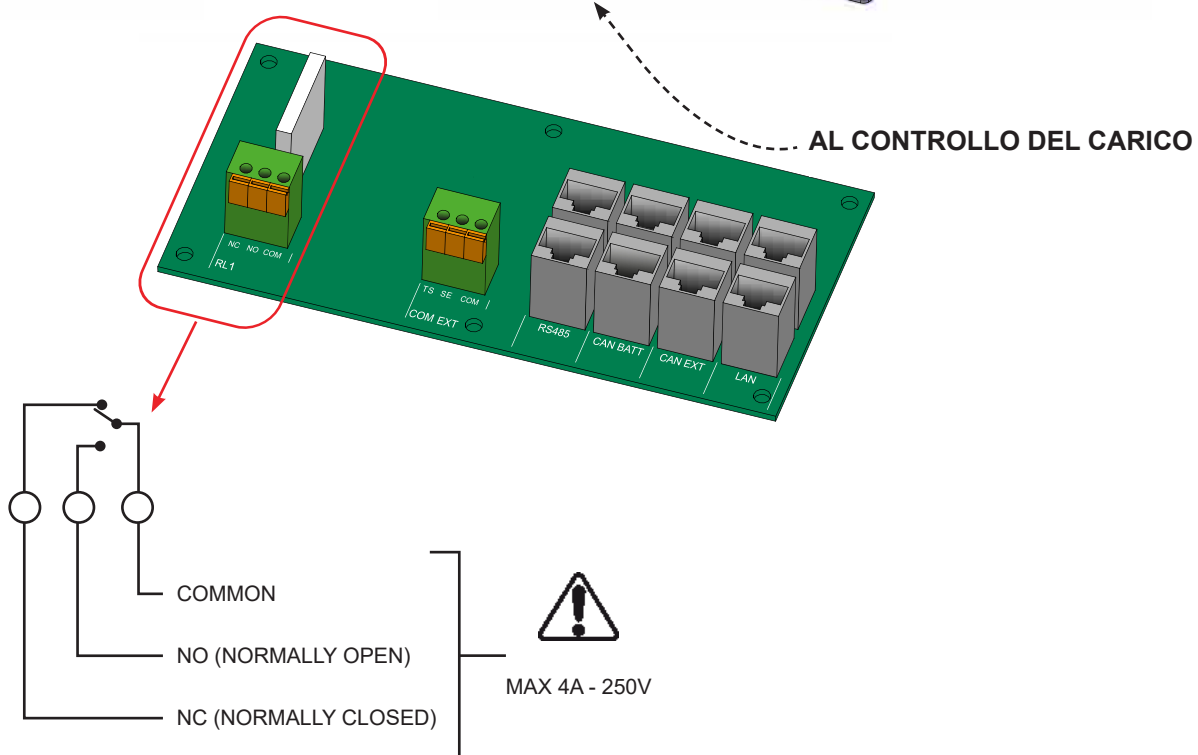 AL CONTROLLO DEL CARICO
NC NO COM
RL1
TS SE COM
COM EXT
RS485
CAN BATT
CAN EXT
LAN
COMMON
NO (NORMALLY OPEN)
NC (NORMALLY CLOSED)
MAX 4A - 250V